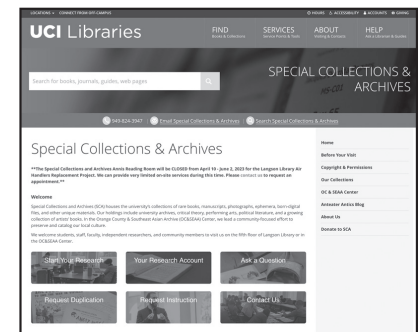 LOCATIONS CONNECT FROM OFF-CAMPUS
HOURS ACCESSIBILITY ACCOUNTS GIVING
UCI Libraries
FIND
Books & Collections
SERVICES
Service Points & Tools
ABOUT
Visiting & Contacts
HELP
Ask a Librarian & Guides
Search for books, journals, guides, web pages
SPECIAL COLLECTIONS &
ARCHIVES
949-824-3947 | Email Special Collections & Archives | Search Special Collections & Archives
Special Collections & Archives
**The Special Collections and Archives Annis Reading Room will be CLOSED from April 10 - June 2, 2023 for the Langson Library Air
Handlers Replacement Project. We can provide very limited on-site services during this time. Please contact us to request an
appointment.**
Welcome
Special Collections and Archives (SCA) houses the university's collections of rare books, manuscripts, photographs, ephemera, born-digital
files, and other unique materials. Our holdings include university archives, critical theory, performing arts, political literature, and a growing
collection of artists' books. In the Orange County & Southeast Asian Archive (OC&SEAA) Center, we lead a community-focused effort to
preserve and catalog our local culture.
We welcome students, staff, faculty, independent researchers, and community members to visit us on the fifth floor of Langson Library or in
the OC&SEAA Center.
Start Your Research
Your Research Account
Ask a Question
Request Duplication
Request Instruction
Contact Us
Home
Before Your Visit
Copyright & Permissions
Our Collections
OC & SEAA Center
Anteater Antics Blog
About Us
Donate to SCA